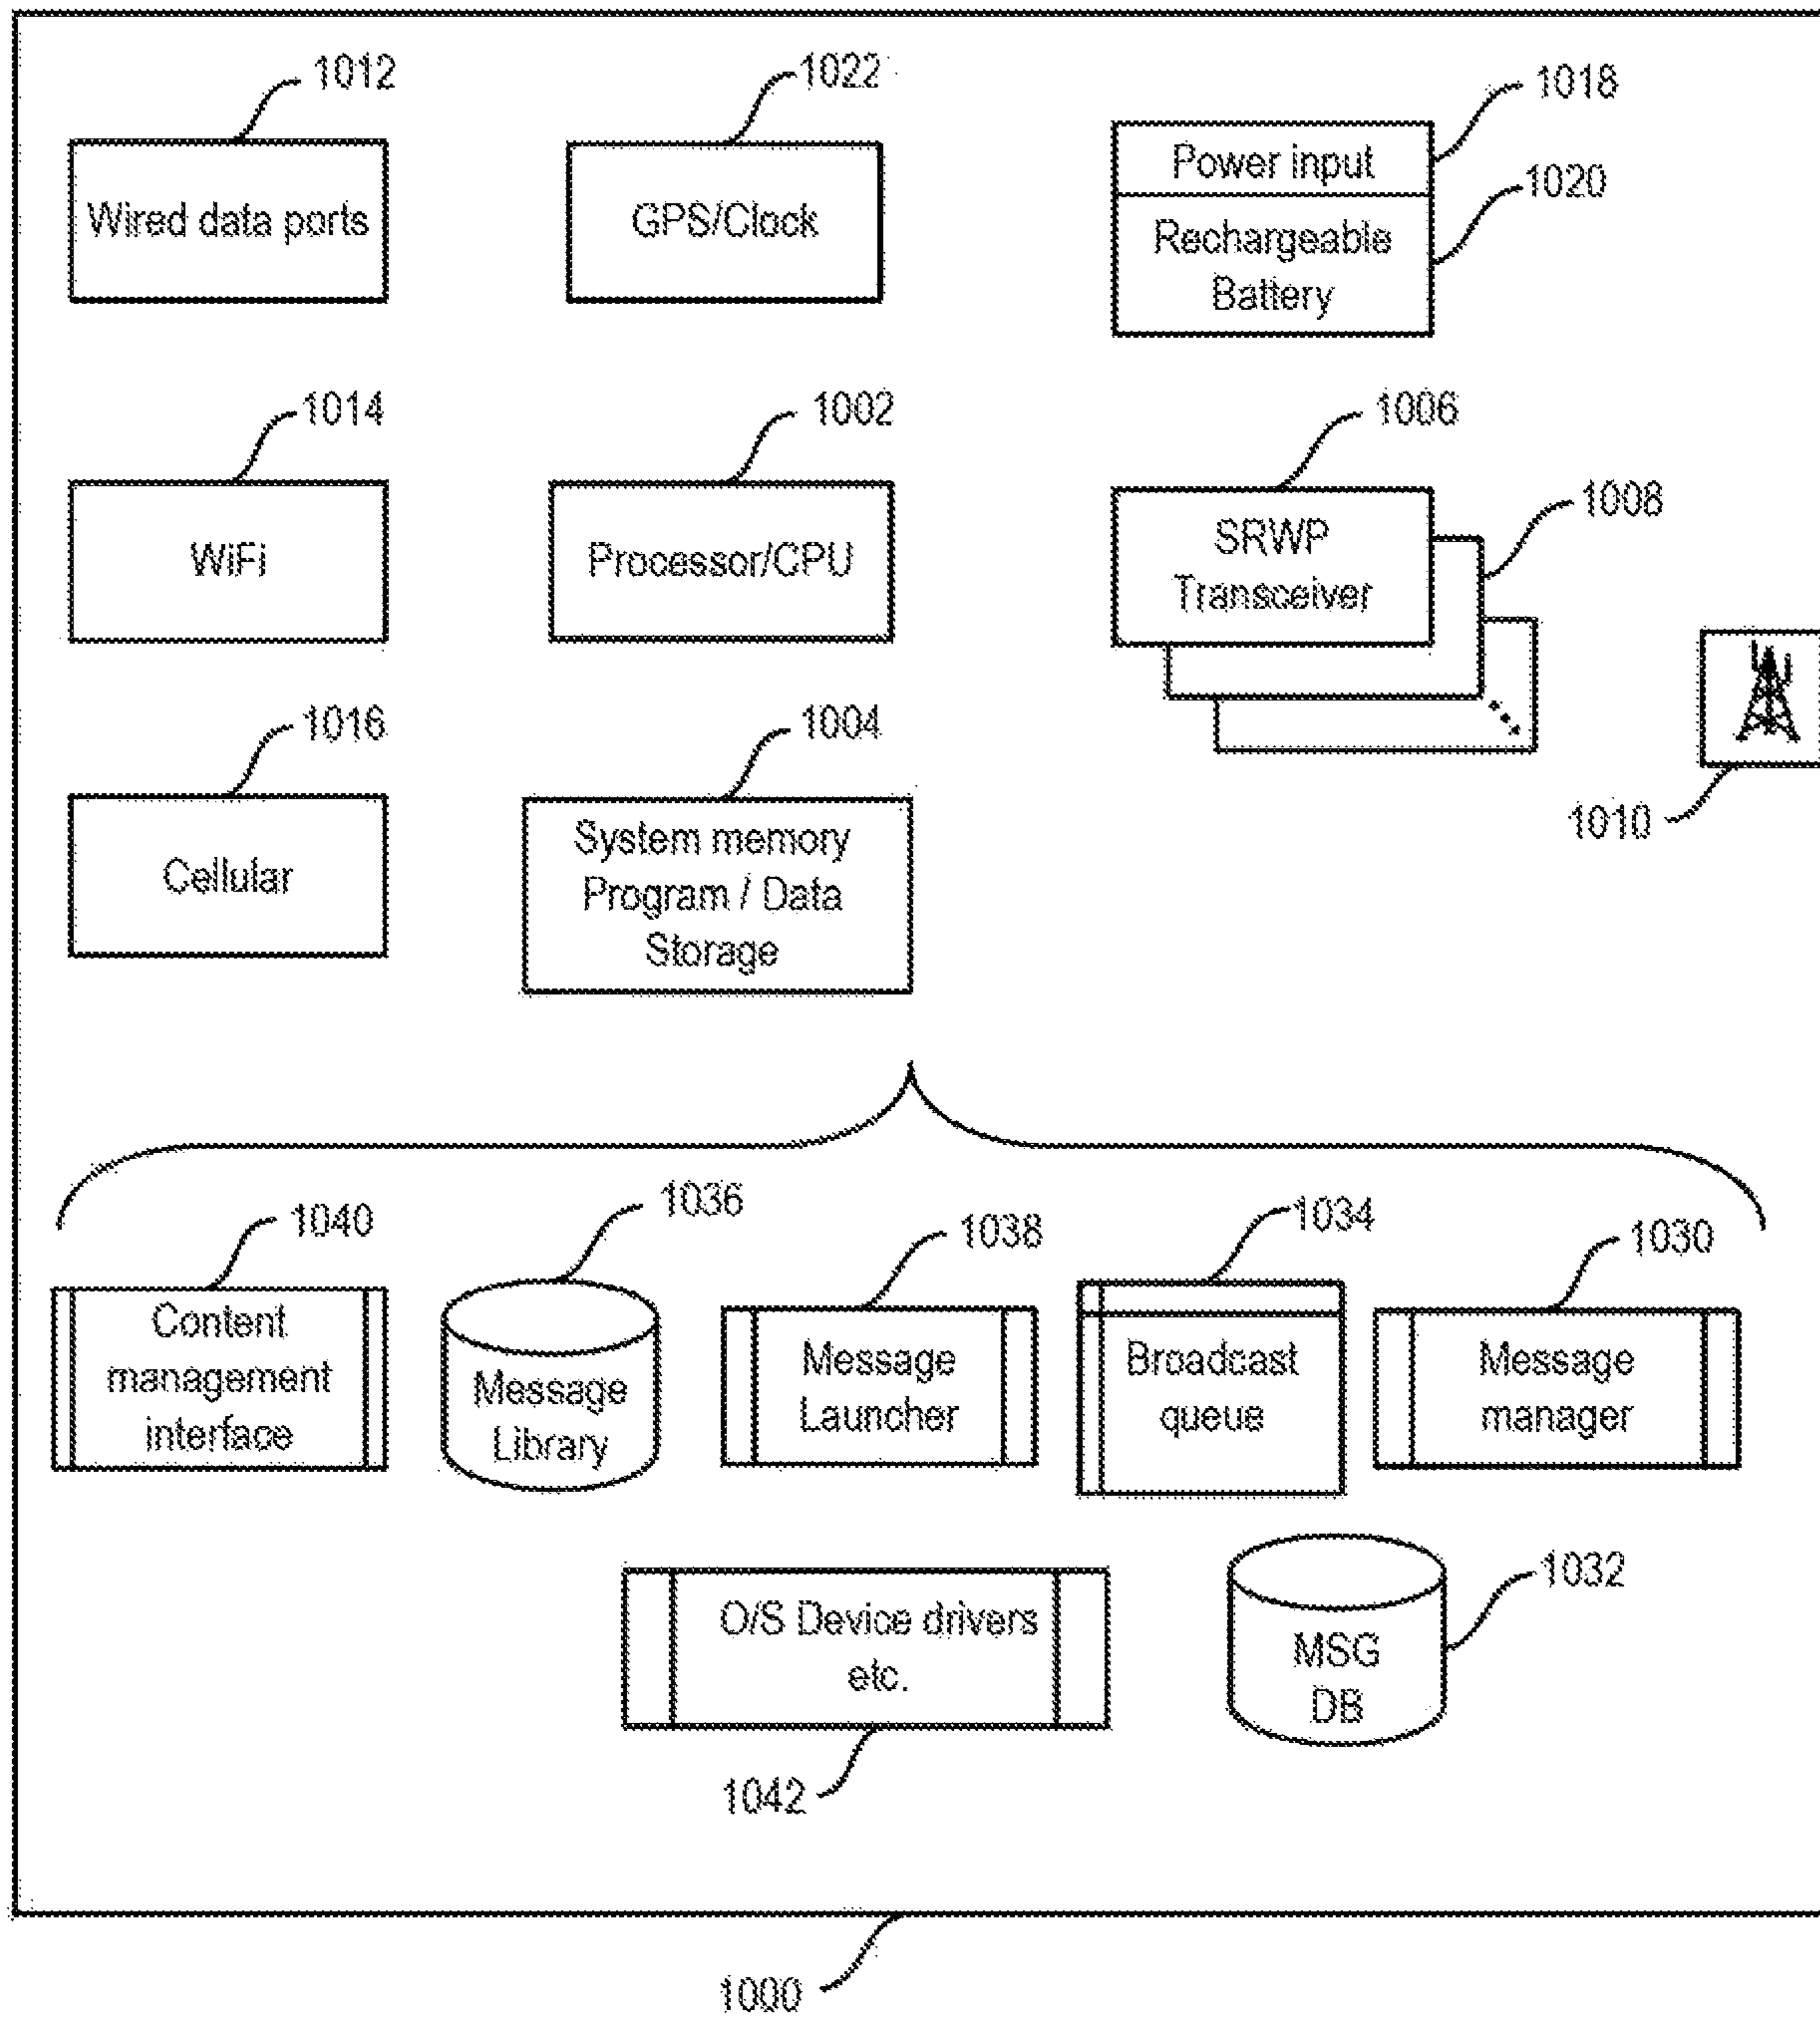 1012
1022
1018
Wired data ports
GPS/Clock
Power input
1020
Rechargeable
Battery
1014
1002
1006
1008
WiFi
Processor/CPU
SRWP
Transceiver
1016
1004
1010
Cellular
System memory
Program / Data
Storage
1040
1036
1038
1034
1030
Content
management
interface
Message
Library
Message
Launcher
Broadcast
queue
Message
manager
O/S Device drivers
etc.
1032
MSG
DB
1042
1000